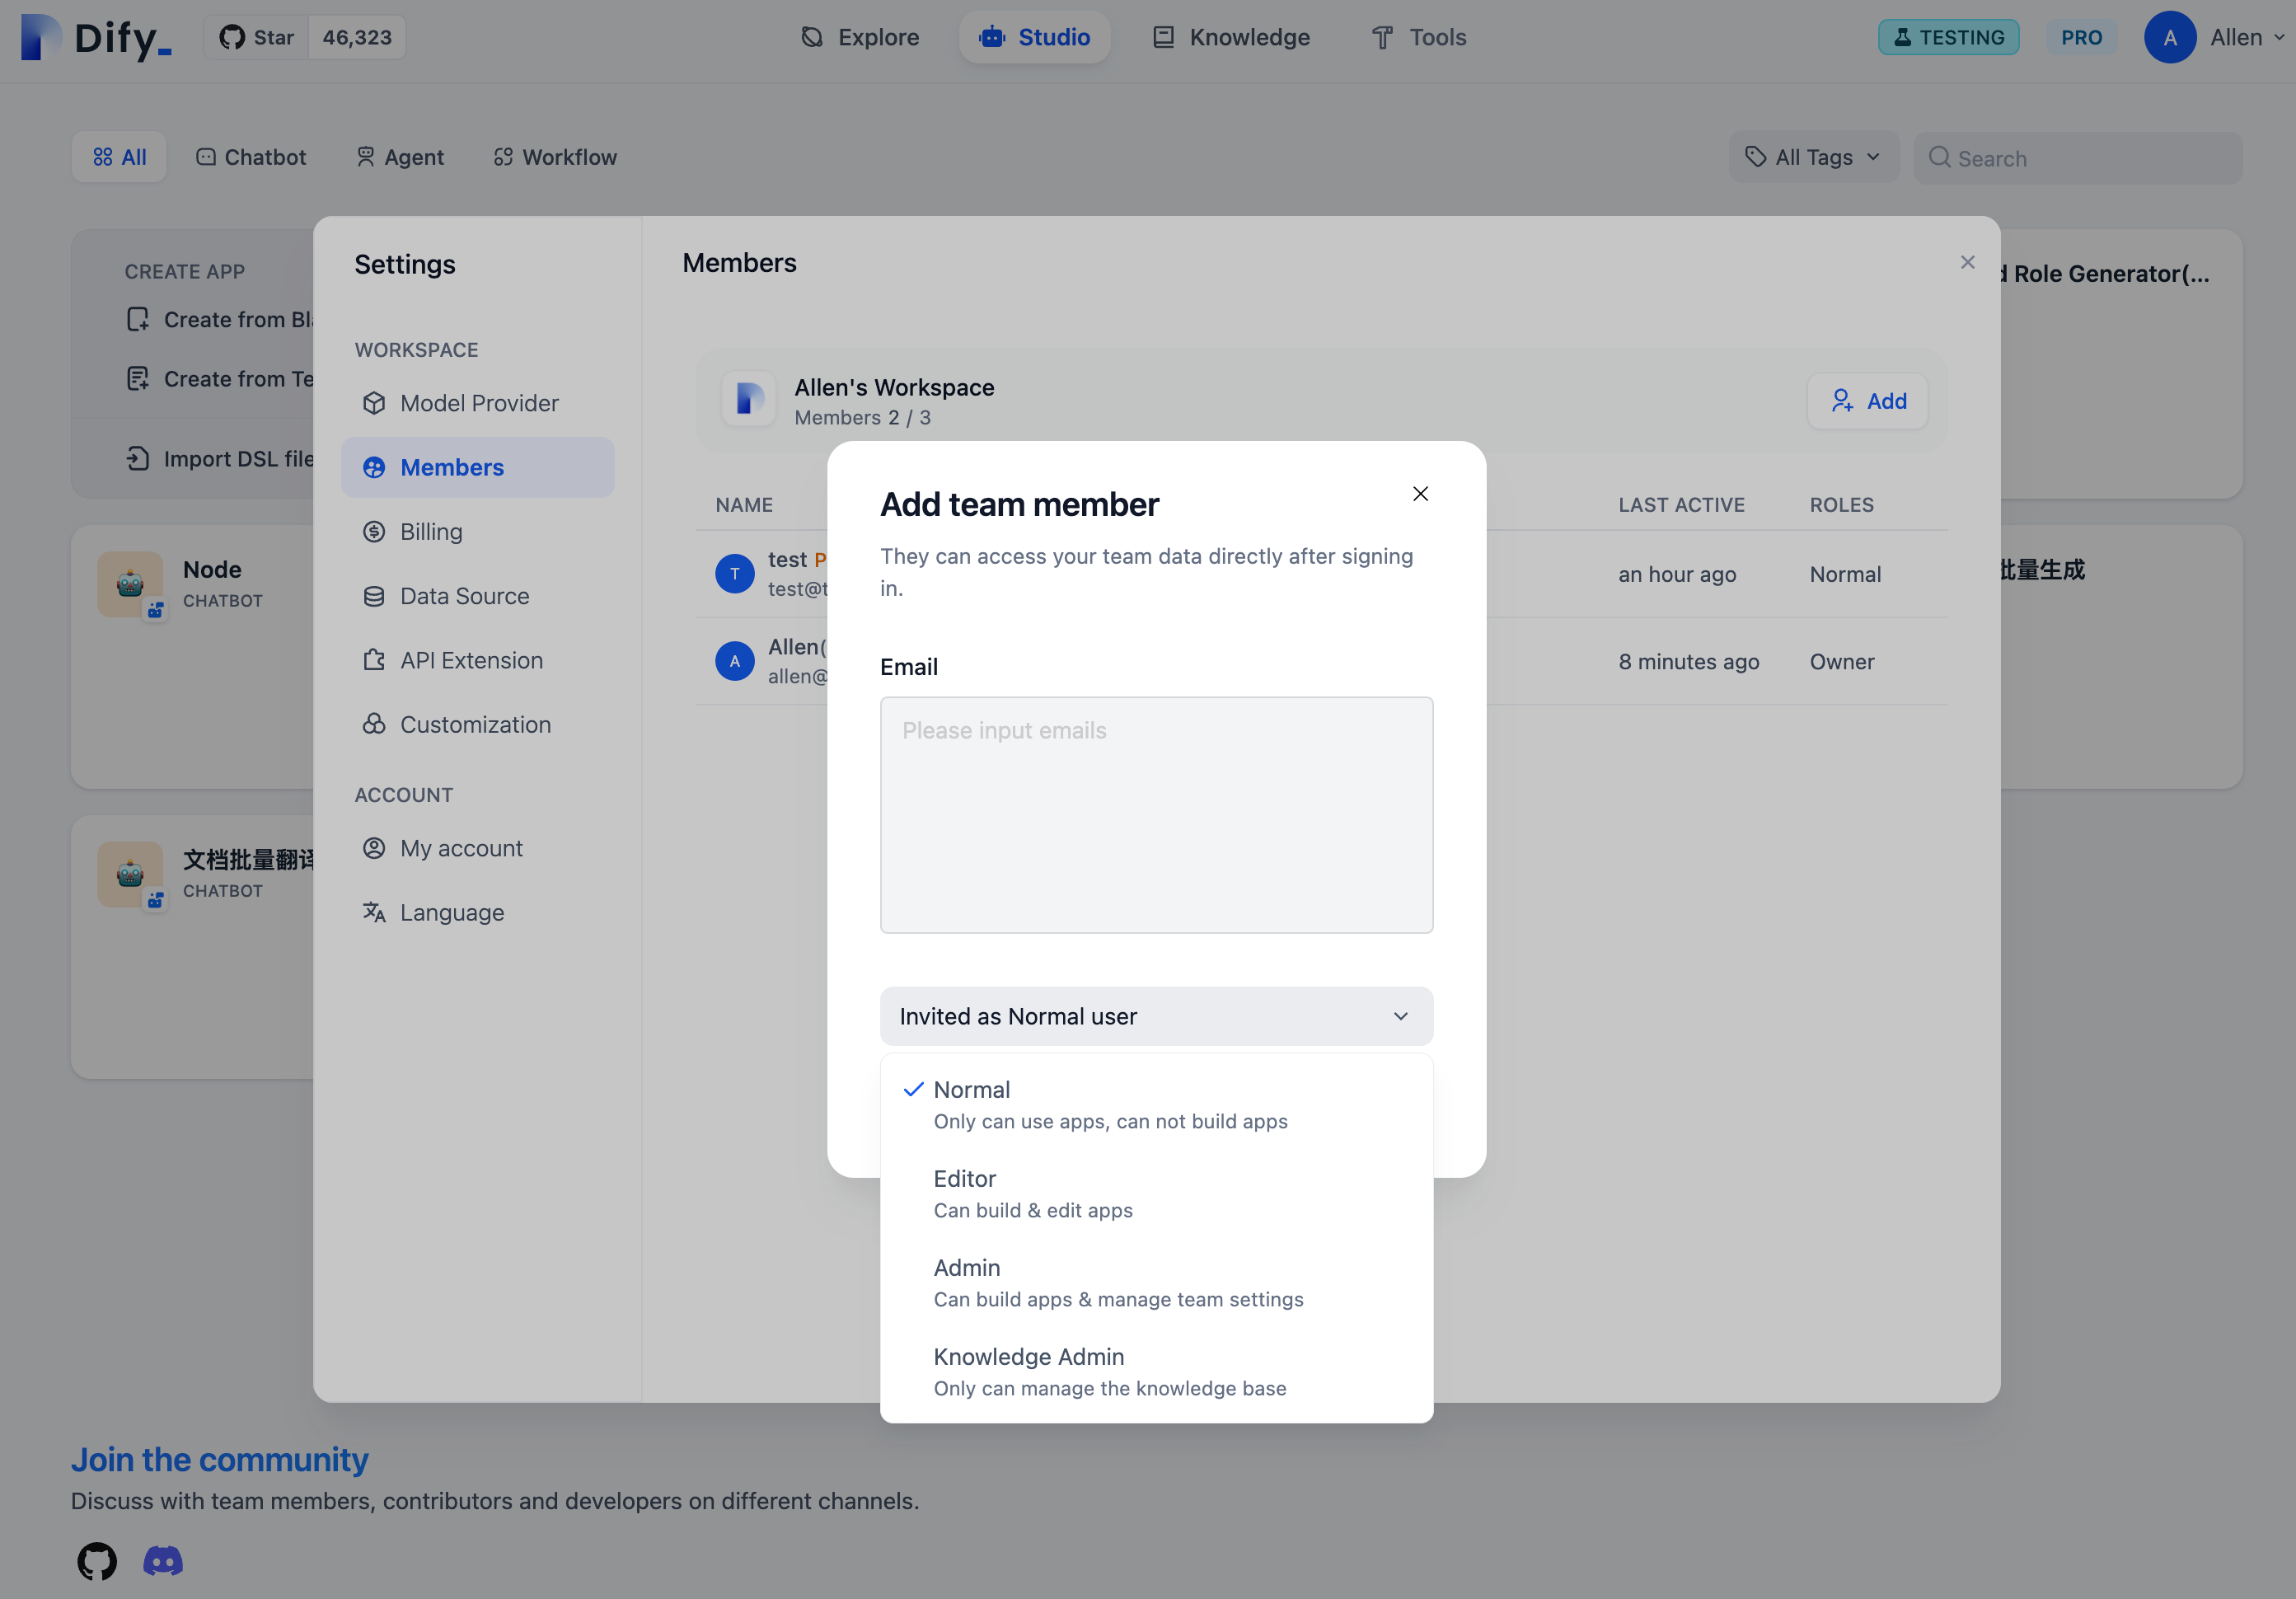 Dify_
Star 46,323
Explore
Studio
Knowledge
Tools
TESTING
PRO
A
Allen
All
Chatbot
Agent
Workflow
All Tags
Search
CREATE APP
Create from
Create from
Import DSL file
Node
CHATBOT
文档批量翻译
CHATBOT
Role Generator(...
批量生成
Settings
WORKSPACE
Model Provider
Members
Billing
Data Source
API Extension
Customization
ACCOUNT
My account
Language
Members
Allen's Workspace
Members 2 / 3
Add
NAME
LAST ACTIVE
ROLES
T
test P
test@t
an hour ago
Normal
A
Allen(
allen@
8 minutes ago
Owner
Add team member
They can access your team data directly after signing
in.
Email
Please input emails
Invited as Normal user
Normal
Only can use apps, can not build apps
Editor
Can build & edit apps
Admin
Can build apps & manage team settings
Knowledge Admin
Only can manage the knowledge base
Join the community
Discuss with team members, contributors and developers on different channels.